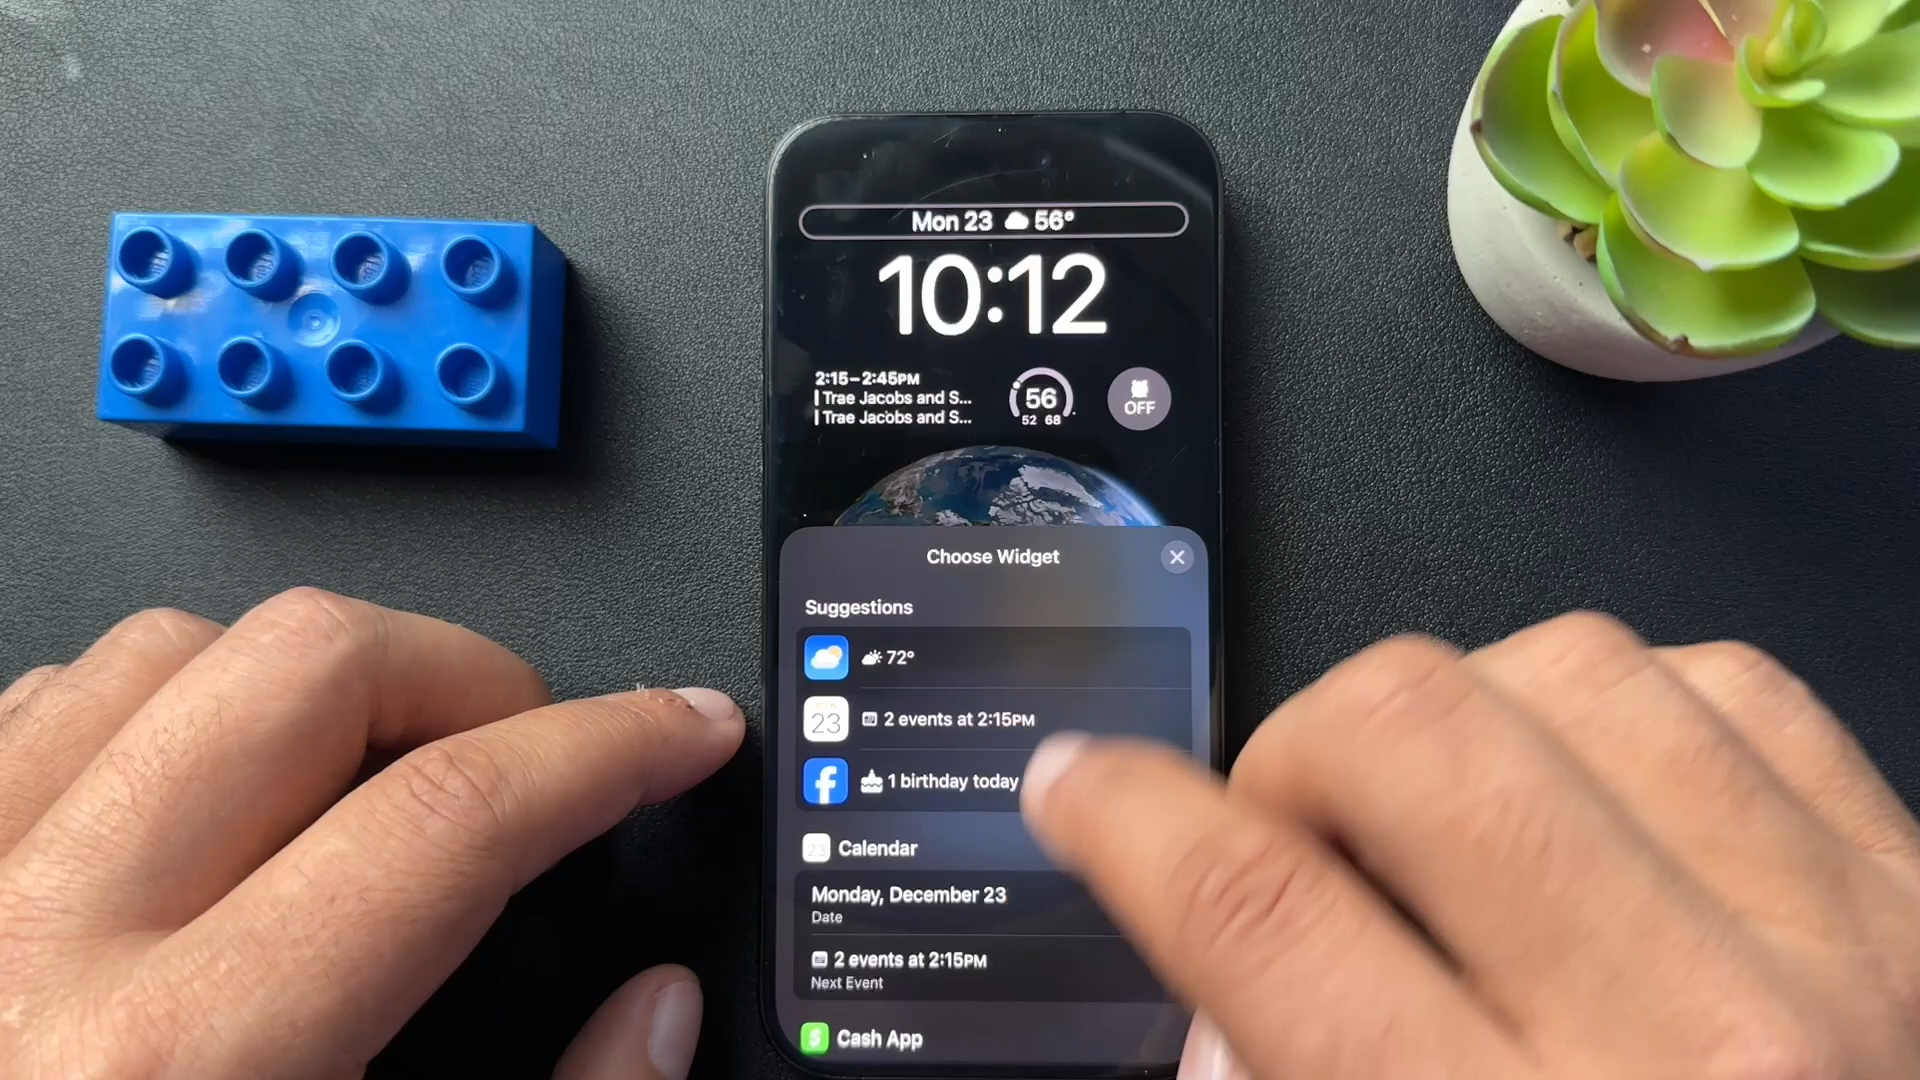 Mon 23 56°
10:12
2:15–2:45PM
Trae Jacobs and S...
Trae Jacobs and S...
56
52 68
OFF
Choose Widget
Suggestions
72°
23
2 events at 2:15PM
1 birthday today
23
Calendar
Monday, December 23
Date
2 events at 2:15PM
Next Event
Cash App